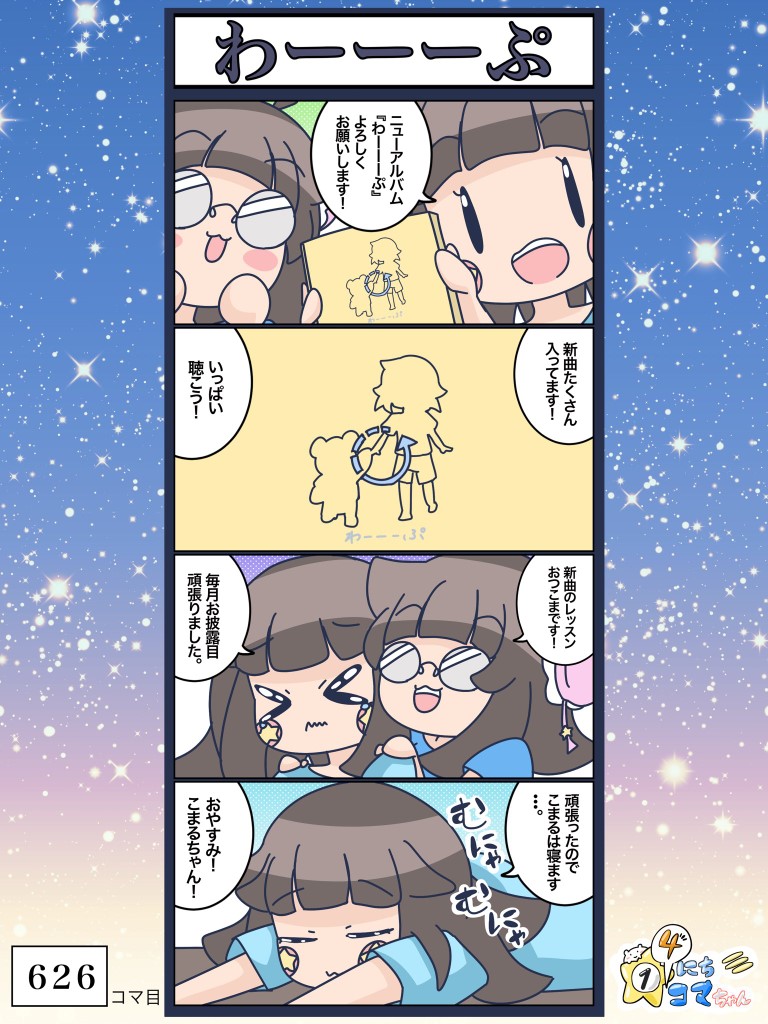 わーーーぷ
ニューアルバム
『わーーーぷ』
よろしく
お願いします!
わーーーぷ
新曲たくさん
入ってます!
いっぱい
聴こう!
わーーーぷ
新曲のレッスン
おつこまです!
毎月お披露目
頑張りました。
頑張ったので
こまるは寝ます
…。
むにゃ
むにゃ
おやすみ!
こまるちゃん!
626
コマ目
1
4
にち
コマちゃん